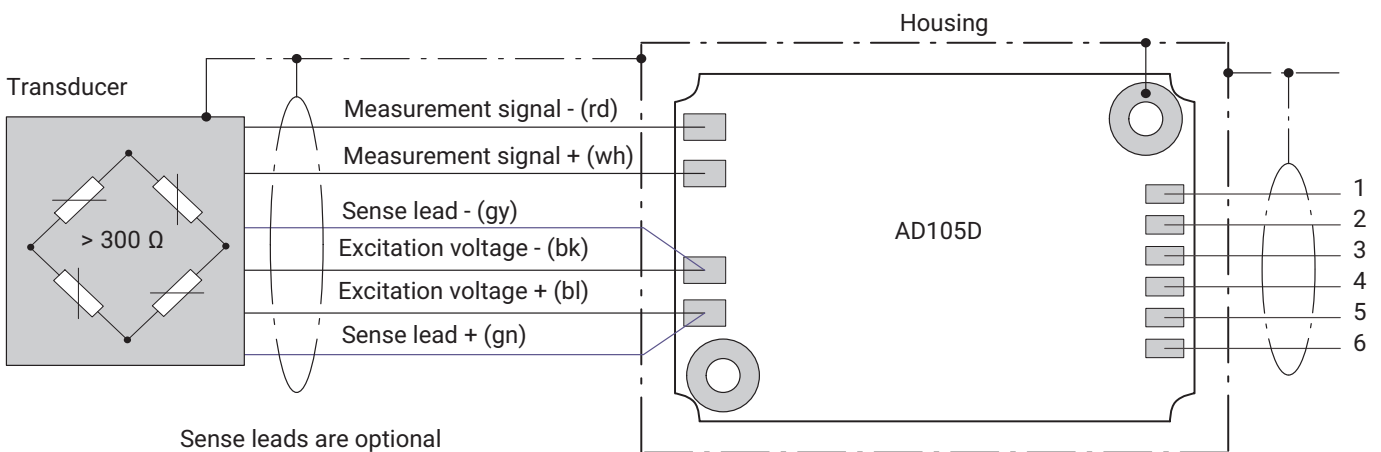 Housing
Transducer
Measurement signal - (rd)
Measurement signal + (wh)
Sense lead - (gy)
Excitation voltage - (bk)
Excitation voltage + (bl)
Sense lead + (gn)
> 300 Ω
AD105D
1
2
3
4
5
6
Sense leads are optional